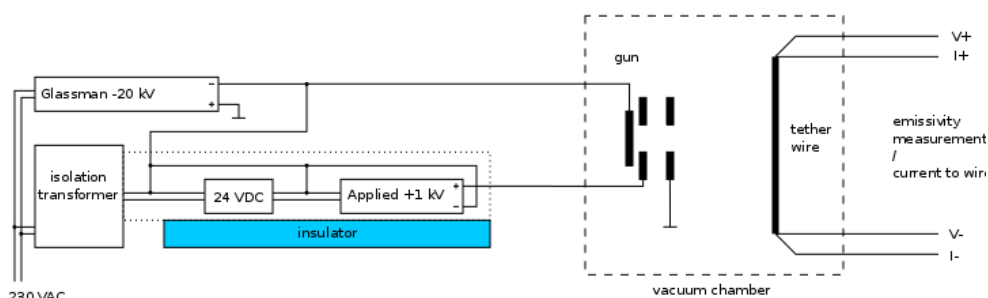 Glassman -20 kV
-
+
isolation
transformer
24 VDC
Applied +1 kV
+
-
insulator
230 VAC
gun
vacuum chamber
tether
wire
V+
I+
emissivity
measurement
/
current to wire
V-
I-